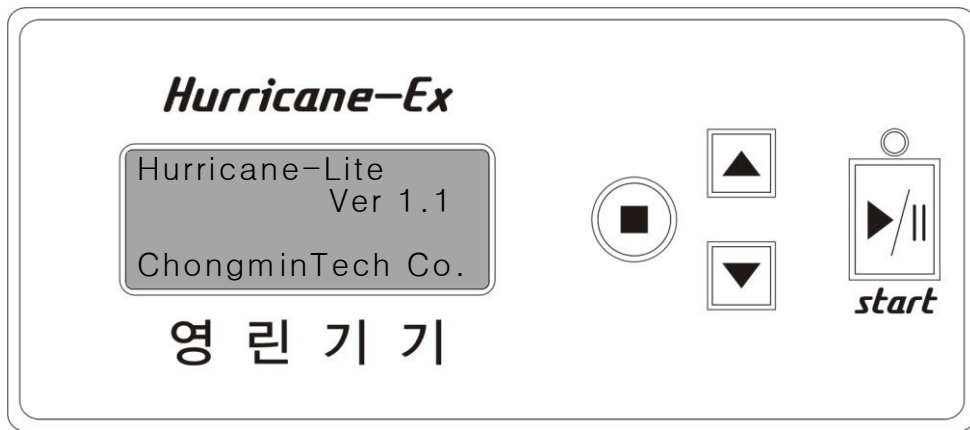 Hurricane-Ex
Hurricane-Lite
Ver 1.1
ChongminTech Co.
start
영 린 기 기